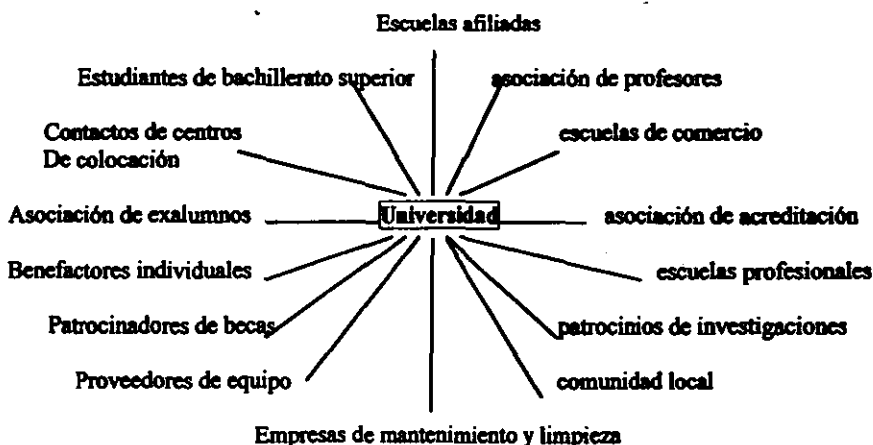 Escuelas afiliadas
Estudiantes de bachillerato superior
asociación de profesores
Contactos de centros
De colocación
escuelas de comercio
Asociación de exalumnos
Universidad
asociación de acreditación
Benefactores individuales
escuelas profesionales
Patrocinadores de becas
patrocinios de investigaciones
Proveedores de equipo
comunidad local
Empresas de mantenimiento y limpieza